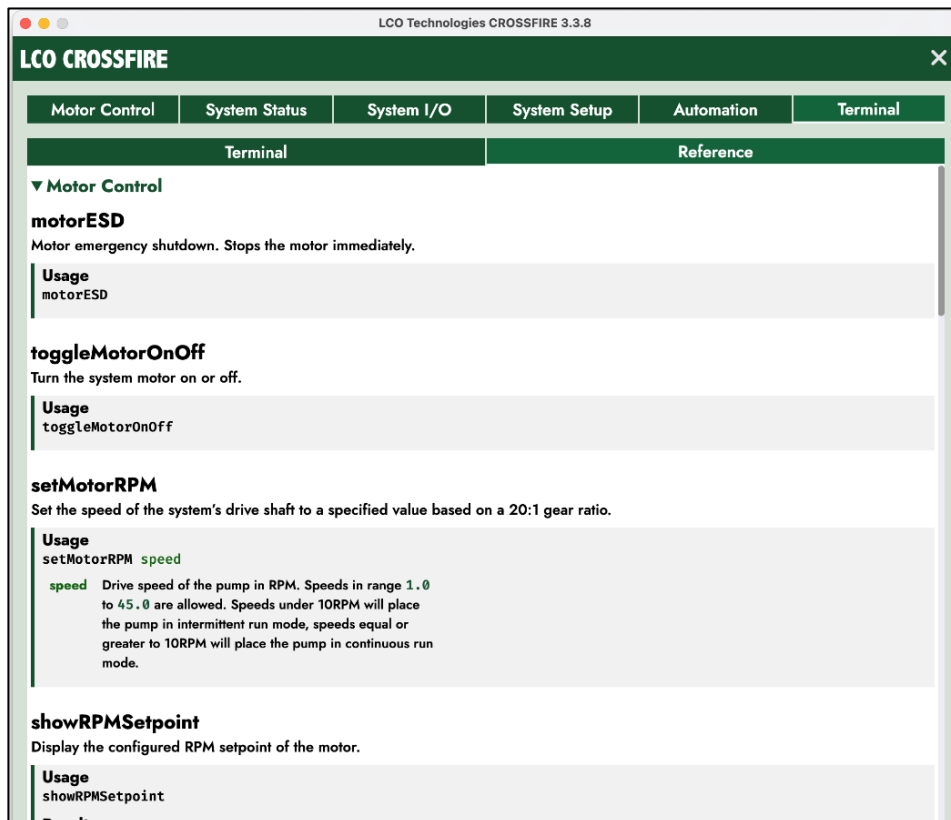 LCO Technologies CROSSFIRE 3.3.8
LCO CROSSFIRE
Motor Control
System Status
System I/O
System Setup
Automation
Terminal
Terminal
Reference
Motor Control
motorESD
Motor emergency shutdown. Stops the motor immediately.
Usage
motorESD
toggleMotorOnOff
Turn the system motor on or off.
Usage
toggleMotorOnOff
setMotorRPM
Set the speed of the system’s drive shaft to a specified value based on a 20:1 gear ratio.
Usage
setMotorRPM speed
speed Drive speed of the pump in RPM. Speeds in range 1.0
to 45.0 are allowed. Speeds under 10RPM will place
the pump in intermittent run mode, speeds equal or
greater to 10RPM will place the pump in continuous run
mode.
showRPMSetpoint
Display the configured RPM setpoint of the motor.
Usage
showRPMSetpoint